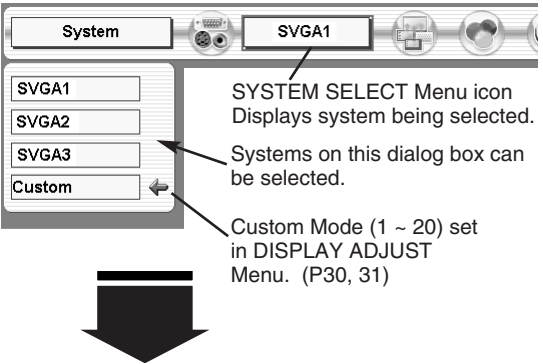 System
SVGA1
SVGA1
SVGA2
SVGA3
Custom
SYSTEM SELECT Menu icon
Displays system being selected.
Systems on this dialog box can
be selected.
Custom Mode (1 ~ 20) set
in DISPLAY ADJUST
Menu. (P30, 31)